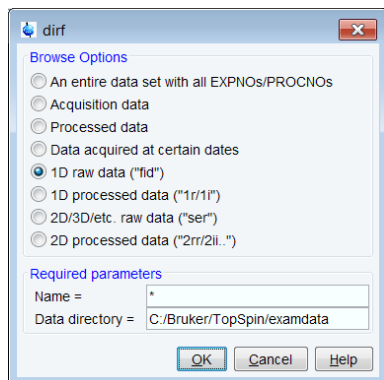 dirf
Browse Options
An entire data set with all EXPNOs/PROCNOs
Acquisition data
Processed data
Data acquired at certain dates
1D raw data ("fid")
1D processed data ("1r/1i")
2D/3D/etc. raw data ("ser")
2D processed data ("2rr/2ii..")
Required parameters
Name = *
Data directory = C:/Bruker/TopSpin/examdata
OK Cancel Help